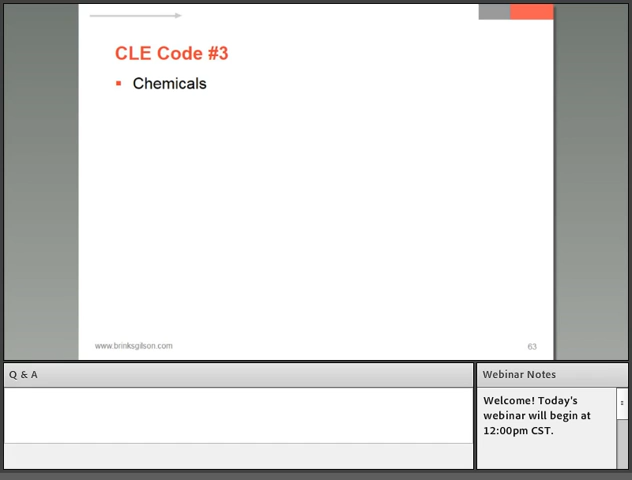 CLE Code #3
Chemicals
www.brinksgilson.com
63
Q & A
Webinar Notes
Welcome! Today's
webinar will begin at
12:00pm CST.